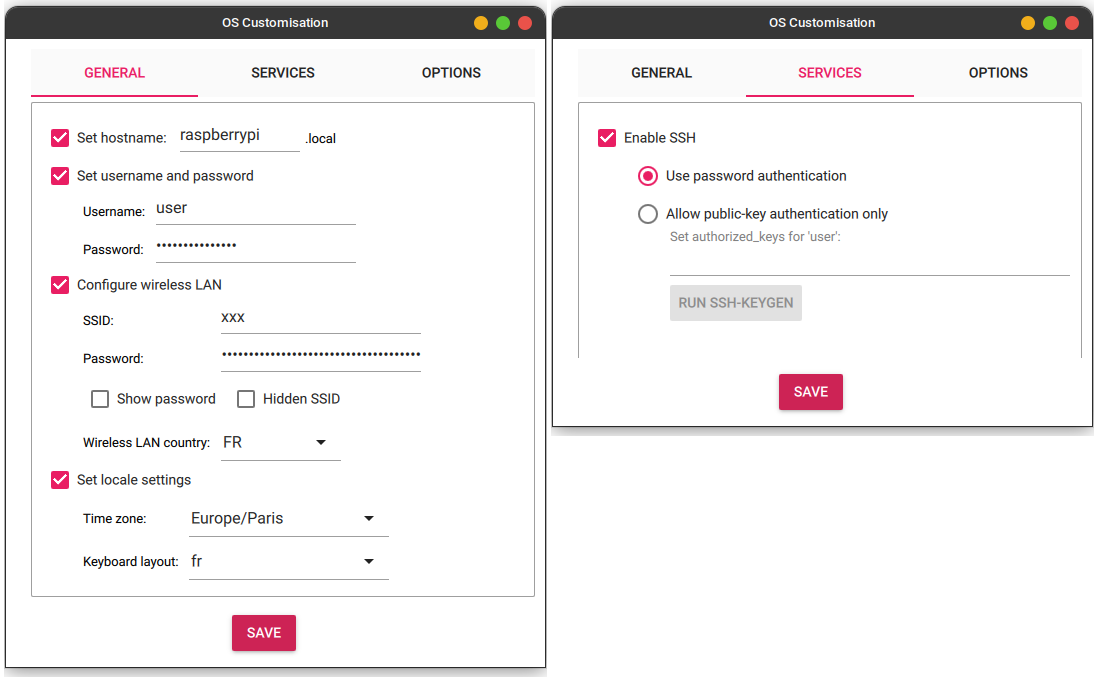 OS Customisation
GENERAL SERVICES OPTIONS
Set hostname: raspberrypi .local
Set username and password
Username: user
Password: •••••••••••••••
Configure wireless LAN
SSID: xxx
Password: •••••••••••••••••••••••••••••••••••••
Show password Hidden SSID
Wireless LAN country: FR
Set locale settings
Time zone: Europe/Paris
Keyboard layout: fr
SAVE
OS Customisation
GENERAL SERVICES OPTIONS
Enable SSH
Use password authentication
Allow public-key authentication only
Set authorized_keys for 'user':
RUN SSH-KEYGEN
SAVE